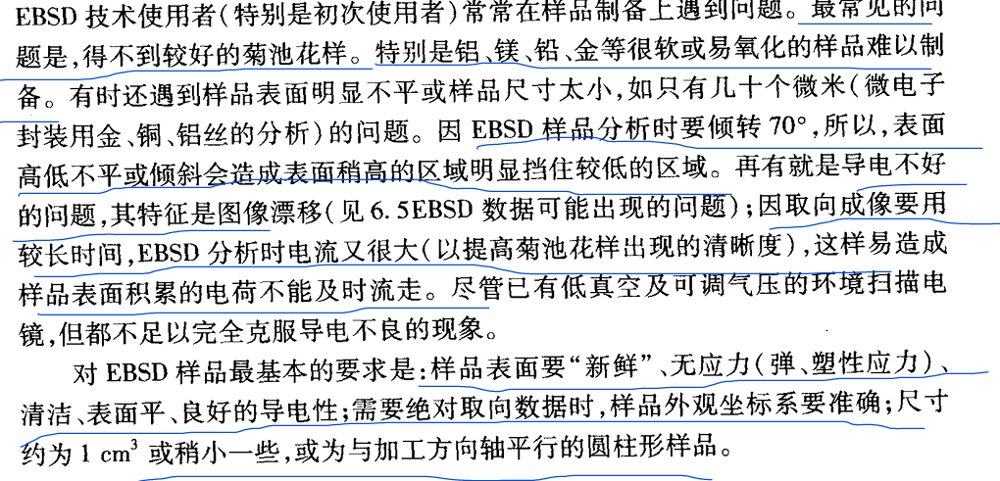 EBSD 技术使用者(特别是初次使用者)常常在样品制备上遇到问题。最常见的问
题是,得不到较好的菊池花样。特别是铝、镁、铅、金等很软或易氧化的样品难以制
备。有时还遇到样品表面明显不平或样品尺寸太小,如只有几十个微米(微电子
封装用金、铜、铝丝的分析)的问题。因 EBSD 样品分析时要倾转 70°,所以,表面
高低不平或倾斜会造成表面稍高的区域明显挡住较低的区域。再有就是导电不好
的问题,其特征是图像漂移(见 6.5EBSD 数据可能出现的问题);因取向成像要用
较长时间,EBSD 分析时电流又很大(以提高菊池花样出现的清晰度),这样易造成
样品表面积累的电荷不能及时流走。尽管已有低真空及可调气压的环境扫描电
镜,但都不足以完全克服导电不良的现象。
对 EBSD 样品最基本的要求是:样品表面要“新鲜”、无应力(弹、塑性应力)、
清洁、表面平、良好的导电性;需要绝对取向数据时,样品外观坐标系要准确;尺寸
约为 1 cm³ 或稍小一些,或为与加工方向轴平行的圆柱形样品。